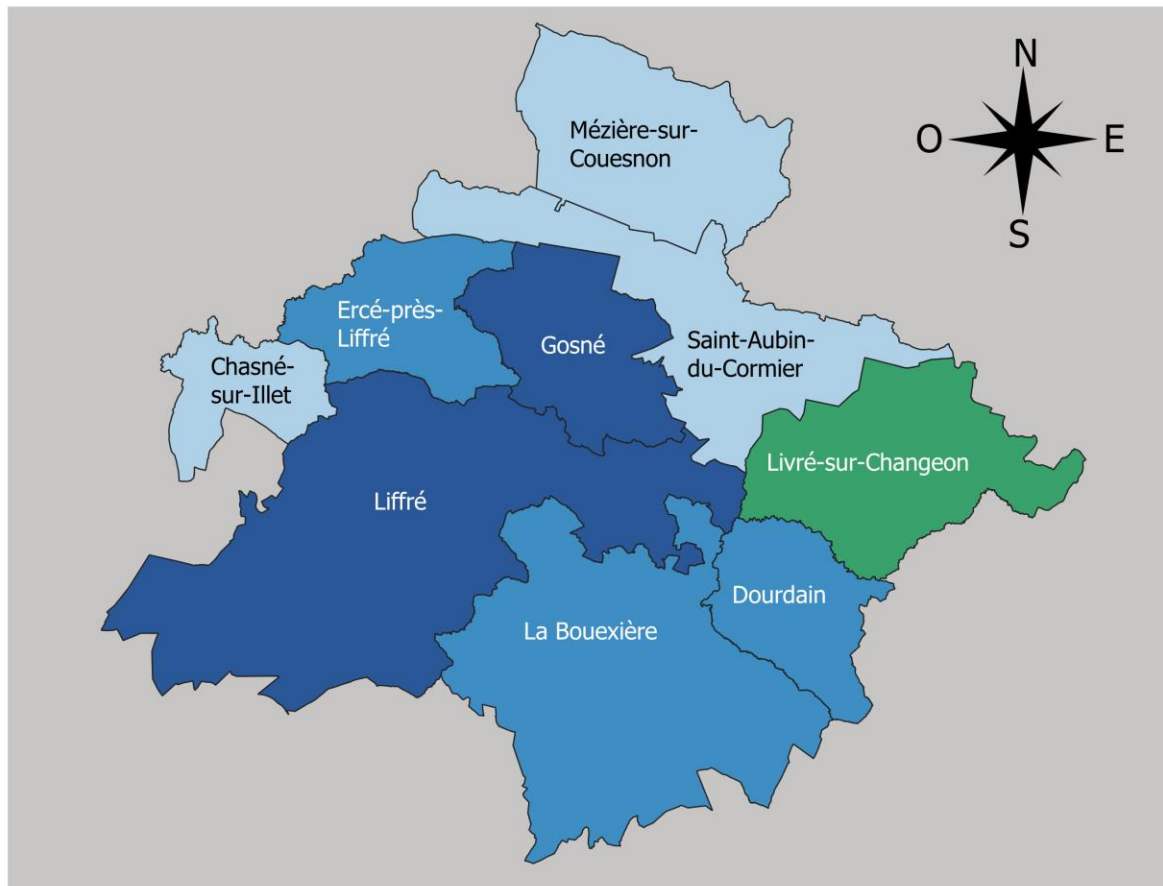 N
Mézière-sur-
Couesnon
O
E
S
Ercé-près-
Liffré
Gosné
Saint-Aubin-
du-Cormier
Chasné-
sur-Illet
Livré-sur-Changeon
Liffré
Dourdain
La Bouexière